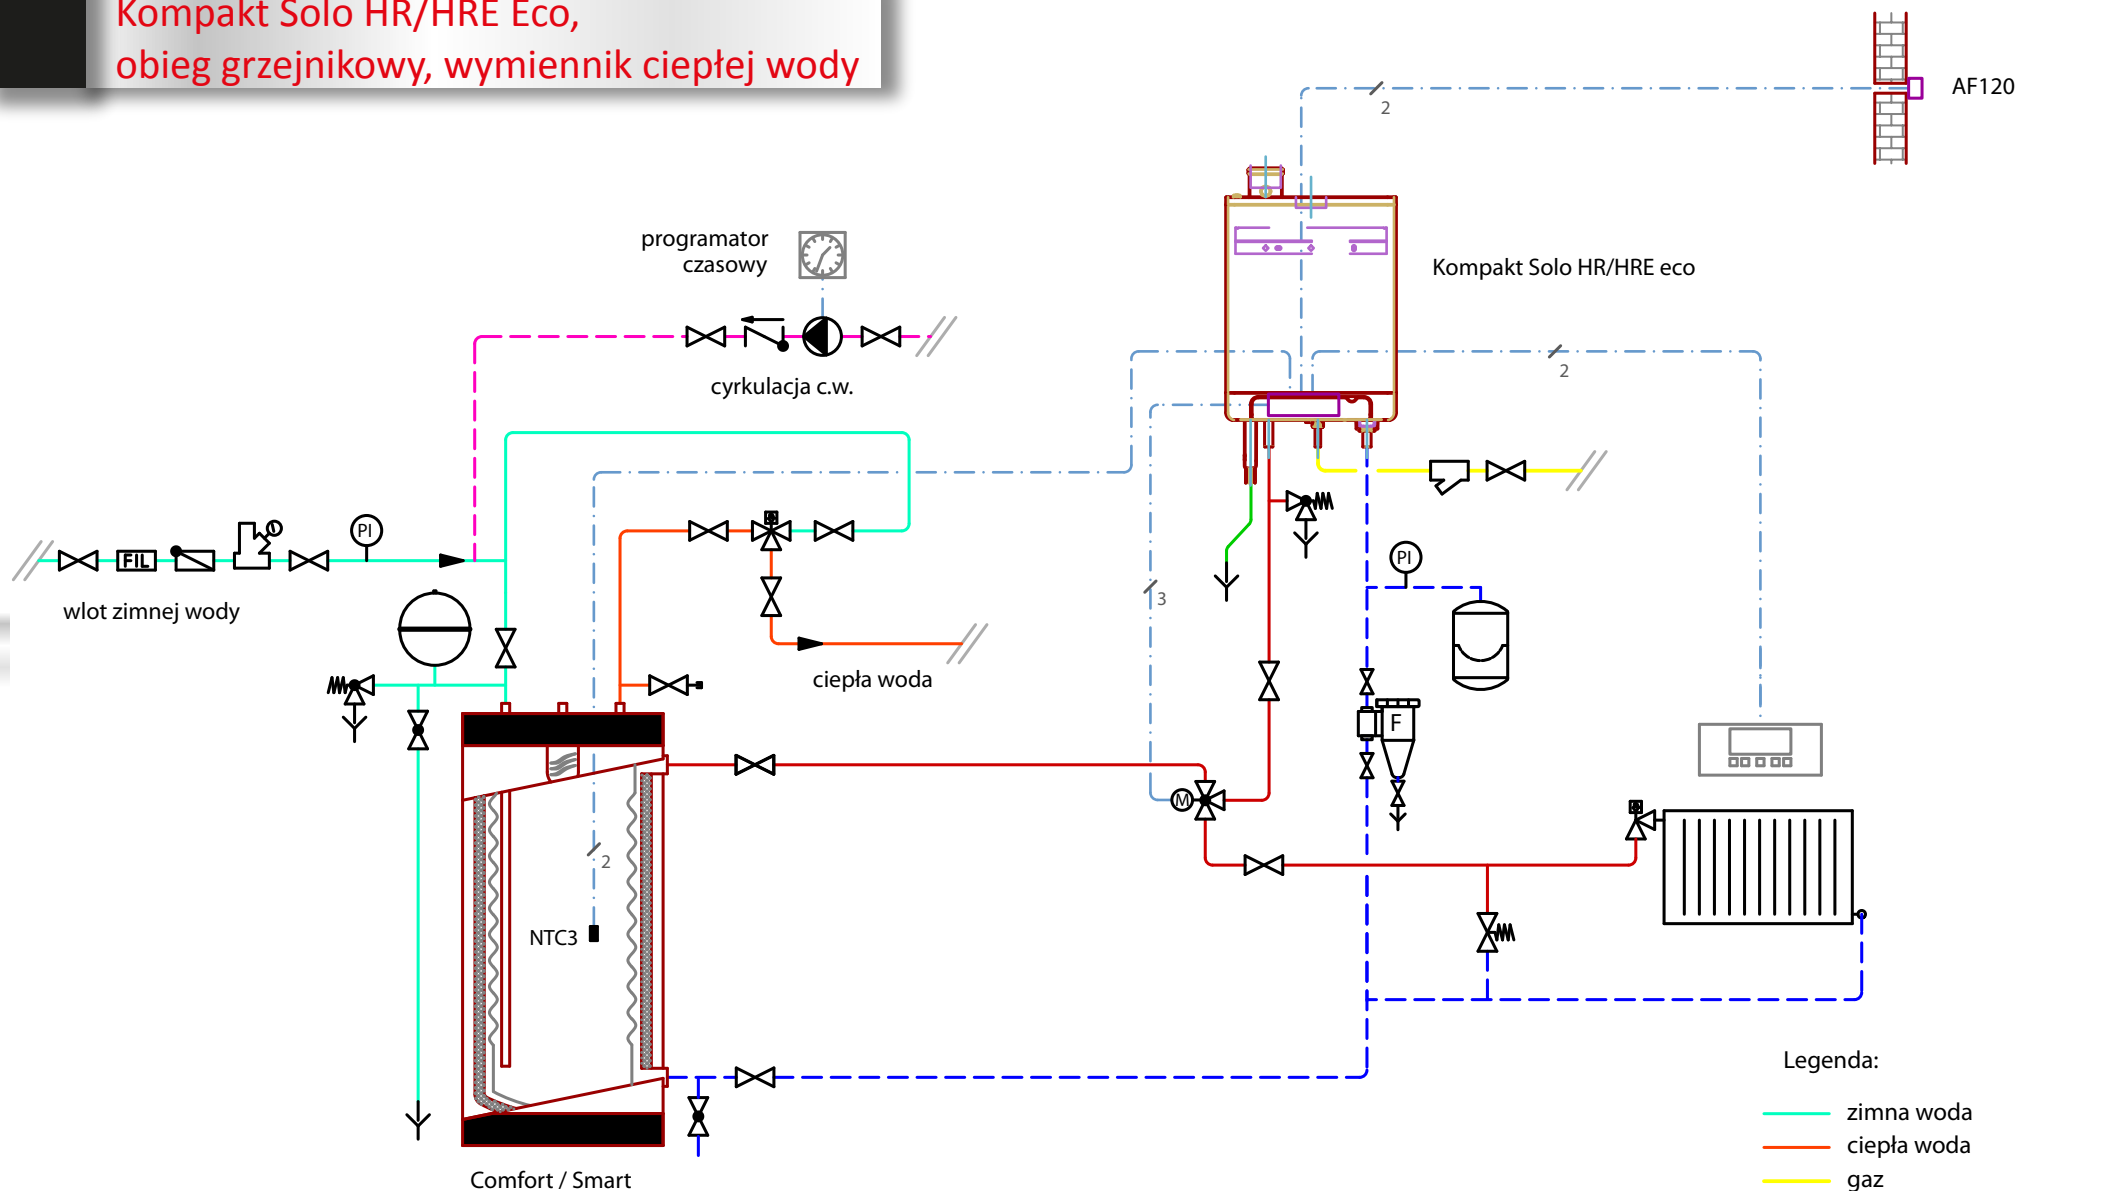 Kompakt Solo HR/HRE Eco,
obieg grzejnikowy, wymiennik ciepłej wody
AF120
2
programator
czasowy
Kompakt Solo HR/HRE eco
2
cyrkulacja c.w.
PI
FIL
wlot zimnej wody
PI
3
ciepła woda
F
M
2
NTC3
Legenda:
zimna woda
ciepła woda
gaz
Comfort / Smart